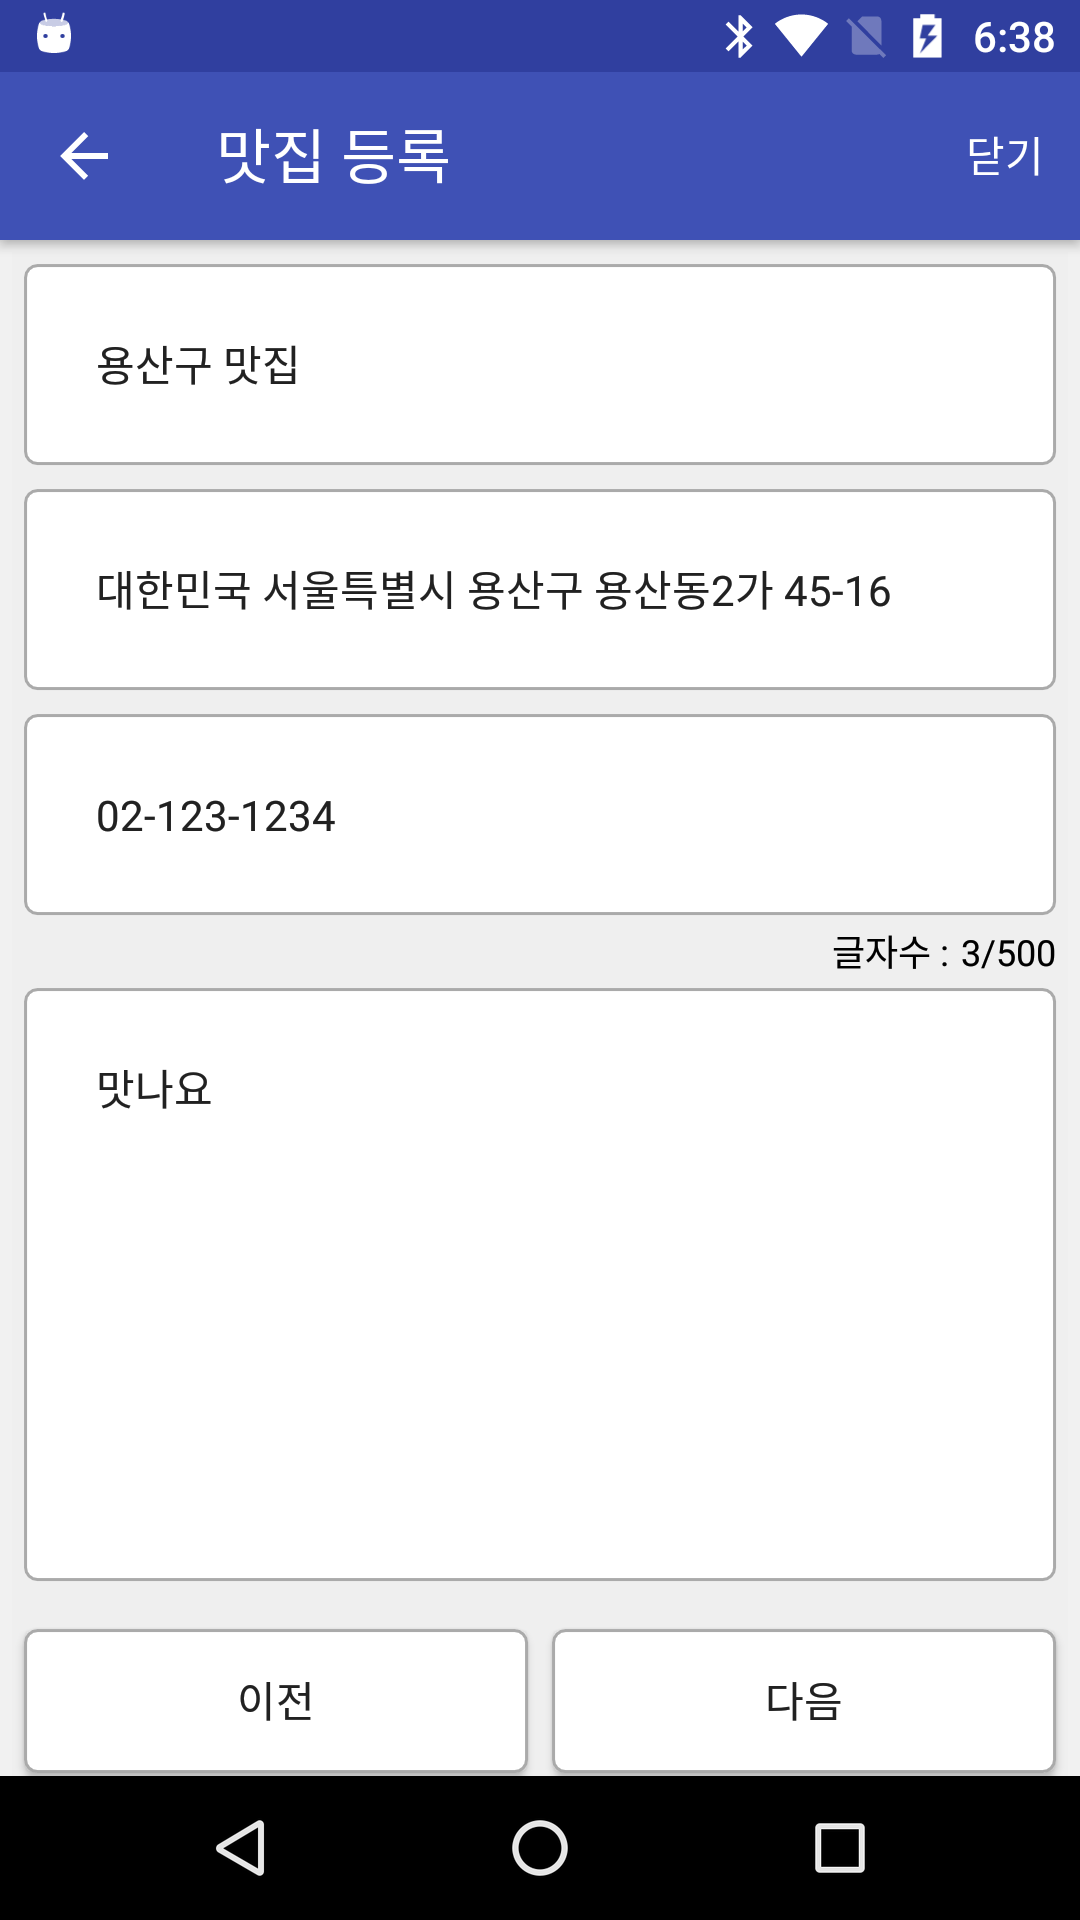 6:38
맛집 등록
닫기
용산구 맛집
대한민국 서울특별시 용산구 용산동2가 45-16
02-123-1234
글자수 : 3/500
맛나요
이전
다음